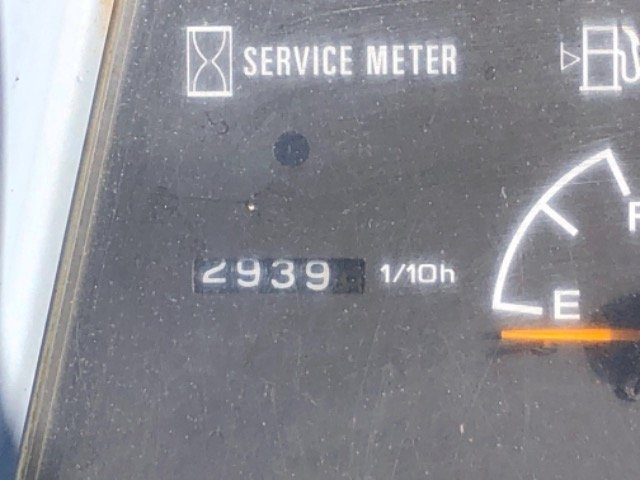 SERVICE METER
2939 1/10h
F
E